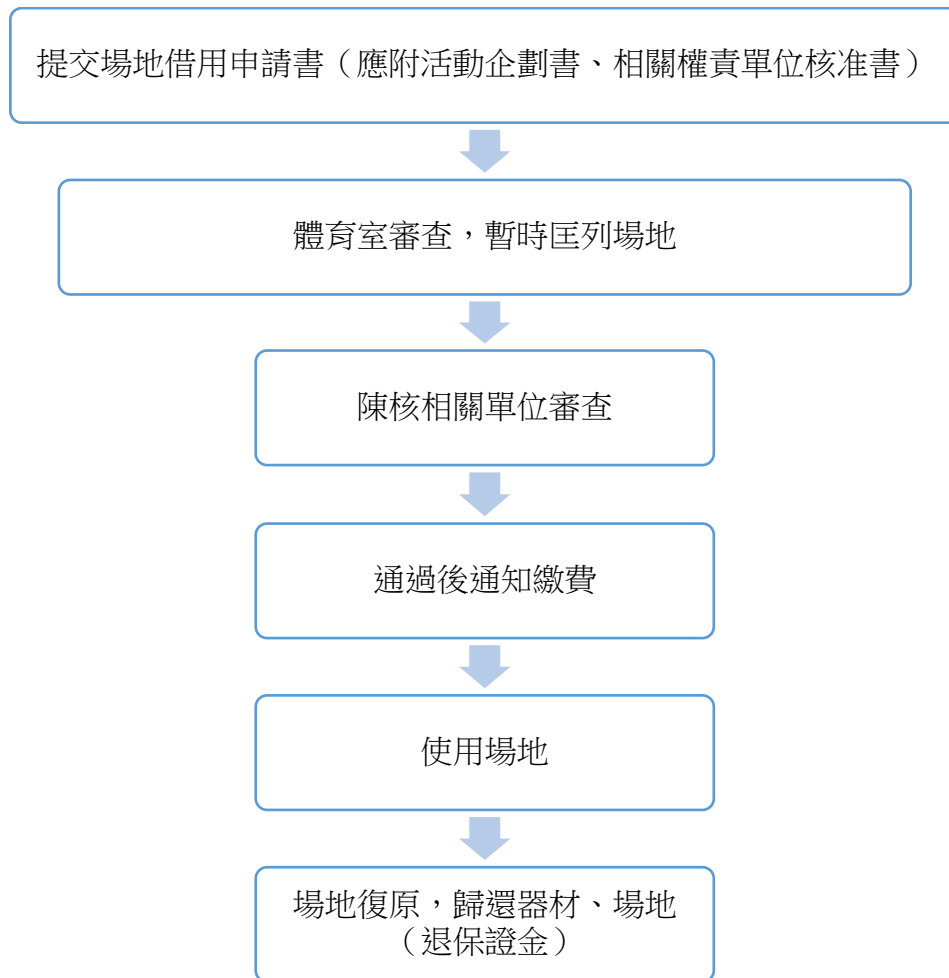 提交場地借用申請書（應附活動企劃書、相關權責單位核准書）
體育室審查，暫時匡列場地
陳核相關單位審查
通過後通知繳費
使用場地
場地復原，歸還器材、場地
（退保證金）